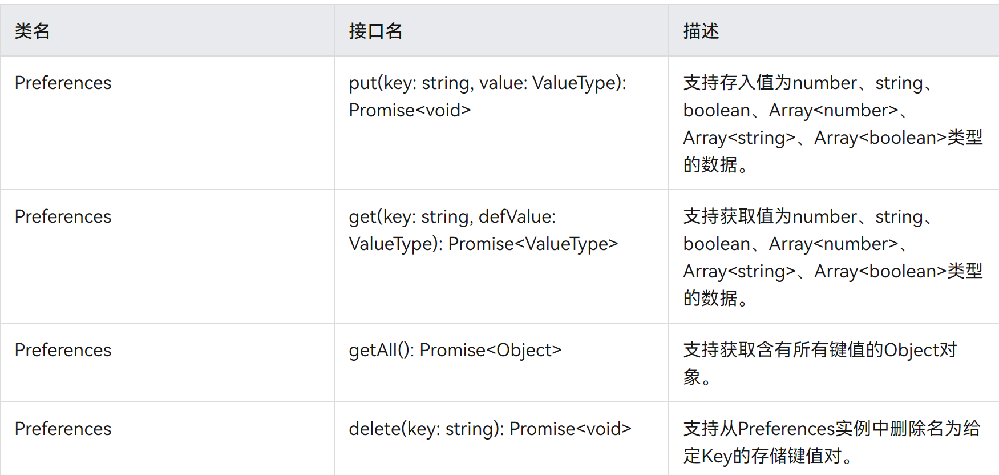 类名
接口名
描述
Preferences
put(key: string, value: ValueType):
Promise<void>
支持存入值为number、string、
boolean、Array<number>、
Array<string>、Array<boolean>类型
的数据。
Preferences
get(key: string, defValue:
ValueType): Promise<ValueType>
支持获取值为number、string、
boolean、Array<number>、
Array<string>、Array<boolean>类型
的数据。
Preferences
getAll(): Promise<Object>
支持获取含有所有键值的Object对
象。
Preferences
delete(key: string): Promise<void>
支持从Preferences实例中删除名为给
定Key的存储键值对。